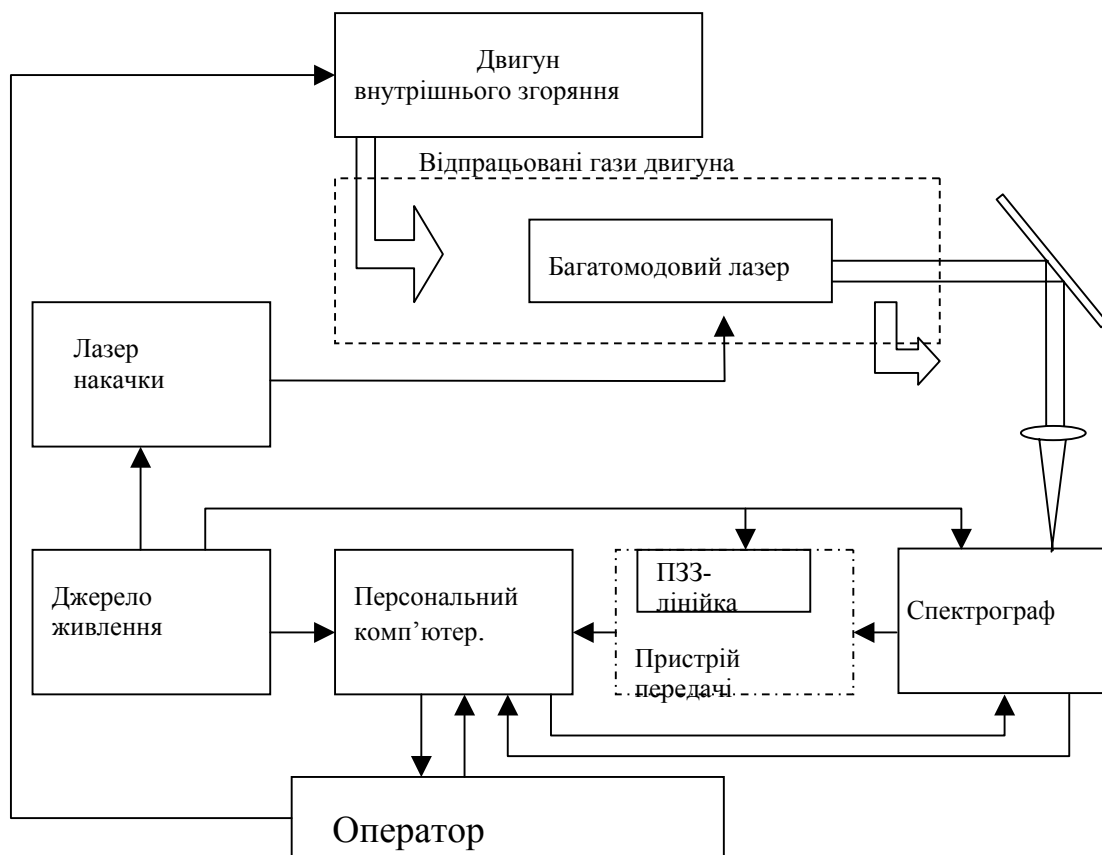 Двигун
внутрішнього згоряння
Відпрацьовані гази двигуна
Багатомодовий лазер
Лазер
накачки
Джерело
живлення
Персональний
комп’ютер.
ПЗЗ-
лінійка
Пристрій
передачі
Спектрограф
Оператор